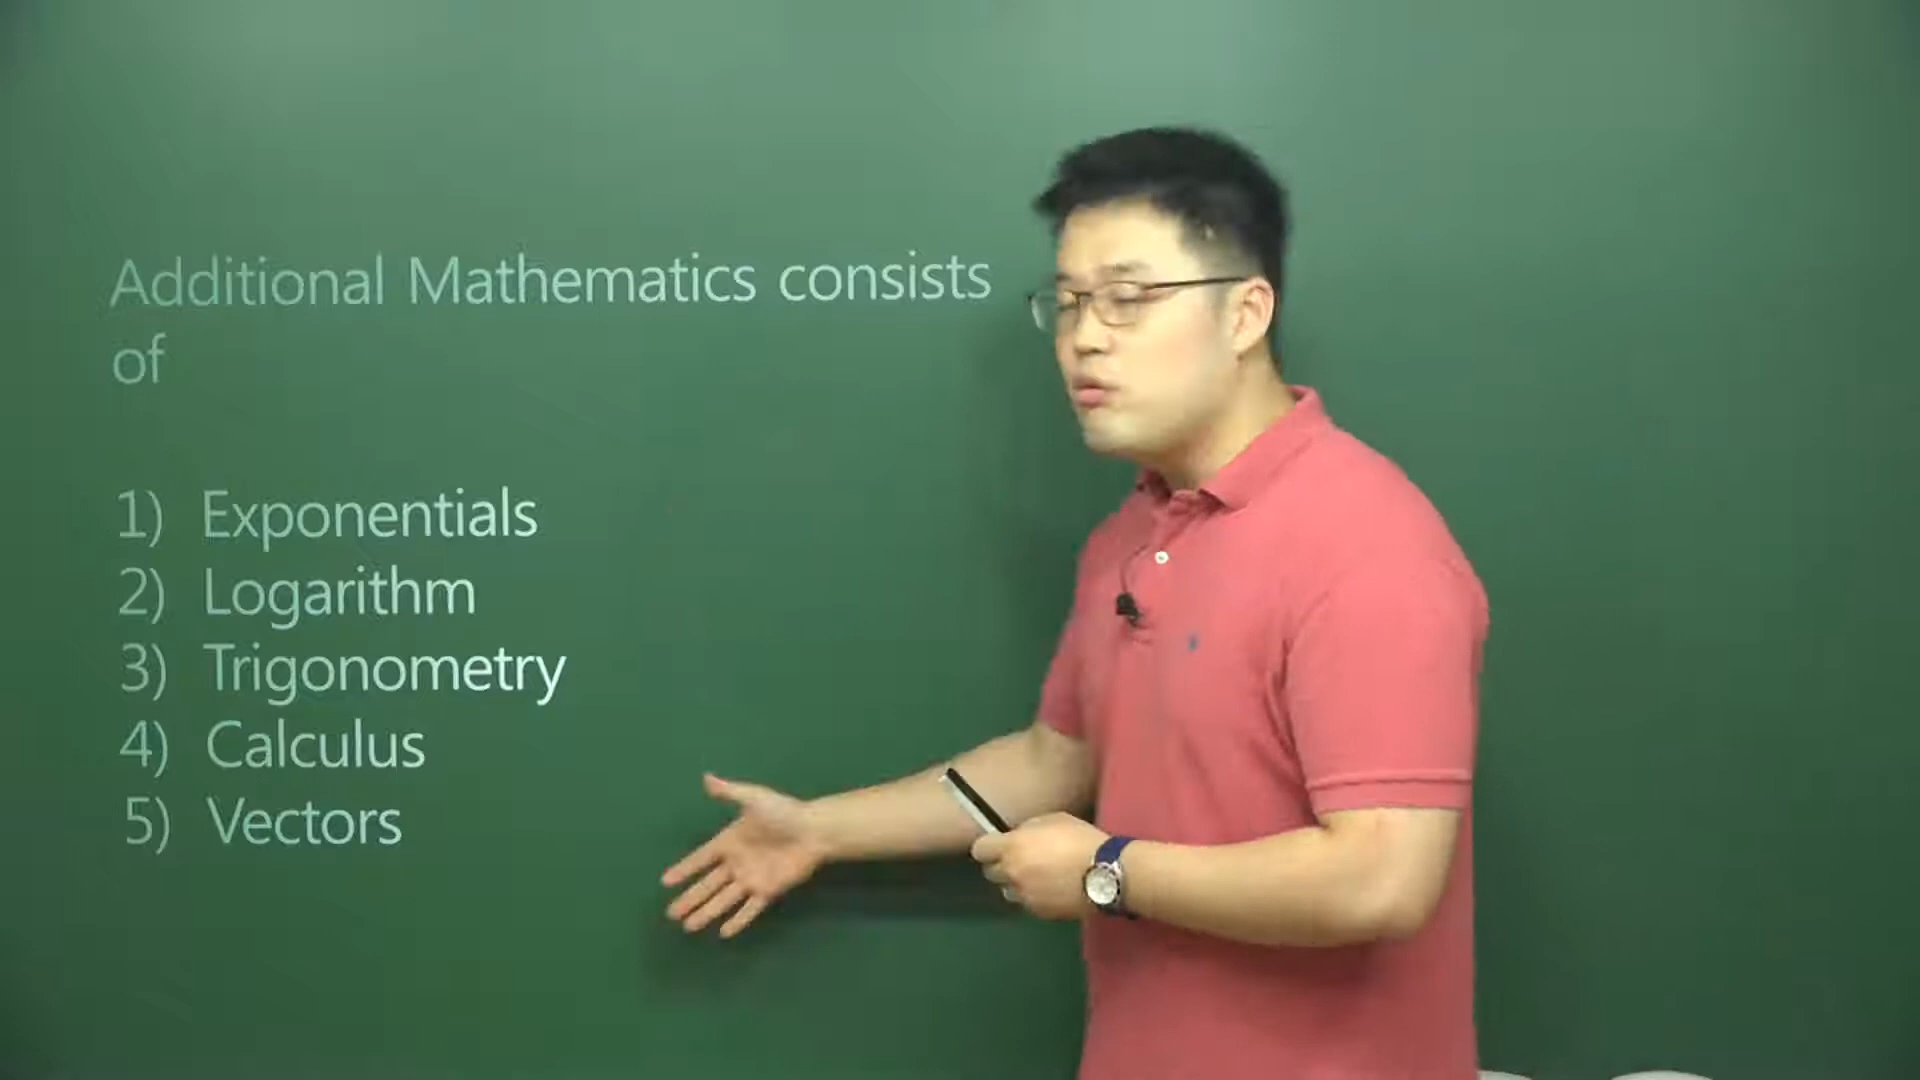 Additional Mathematics consists
of
1) Exponentials
2) Logarithm
3) Trigonometry
4) Calculus
5) Vectors